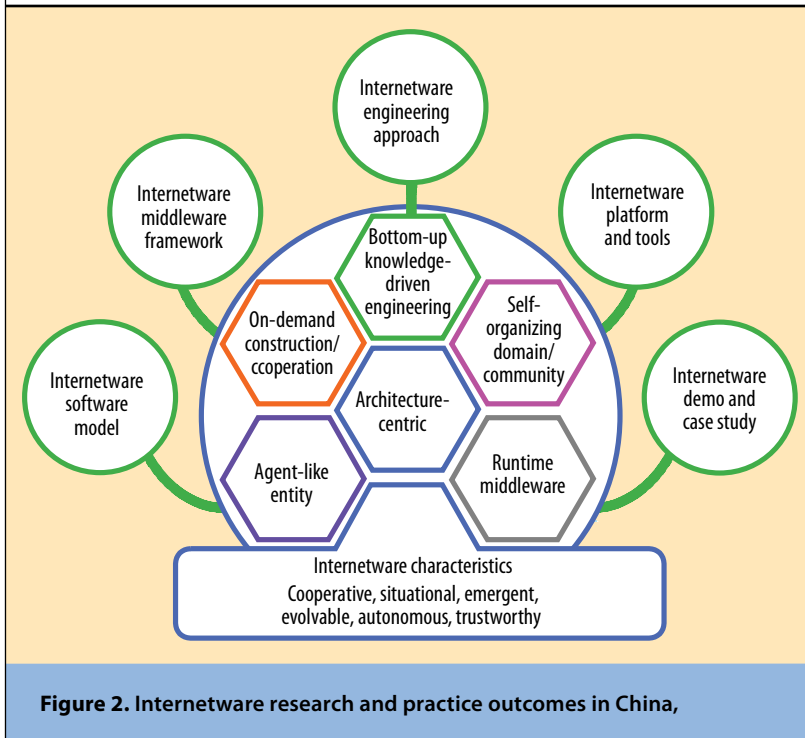 Internetware
engineering
approach
Internetware
middleware
framework
Internetware
platform
and tools
Bottom-up
knowledge-
driven
engineering
On-demand
construction/
ccoperation
Self-
organizing
domain/
community
Internetware
software
model
Architecture-
centric
Internetware
demo and
case study
Agent-like
entity
Runtime
middleware
Internetware characteristics
Cooperative, situational, emergent,
evolvable, autonomous, trustworthy
Figure 2. Internetware research and practice outcomes in China,